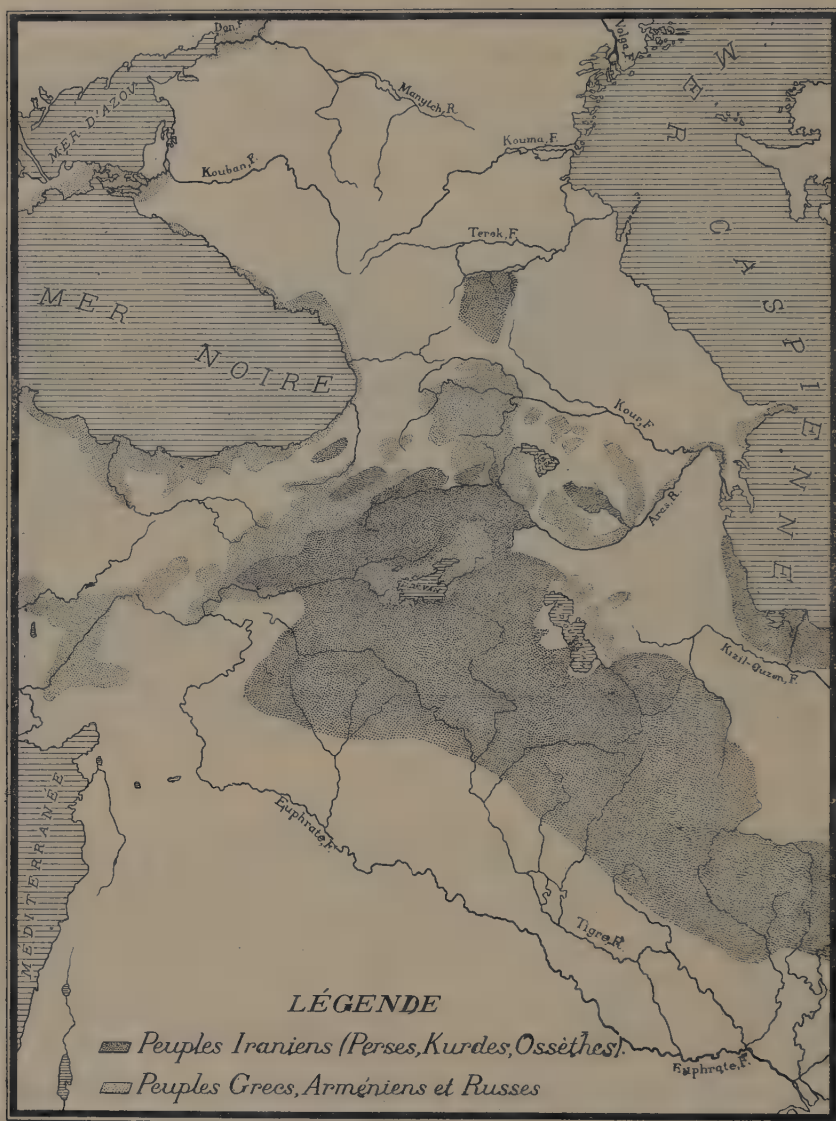 Don, F.
Volga, F.
MER D'AZOV
Manytch, R.
Kouma, F.
Kouban, F.
Terek, F.
MER CASPIENNE
MER NOIRE
Kour, F.
Arax, R.
Kizil-Ouzen, F.
MÉDITERRANÉE
Euphrate, F.
Tigre, R.
LÉGENDE
Peuples Iraniens (Perses, Kurdes, Ossèthes).
Peuples Grecs, Arméniens et Russes
Euphrate, F.